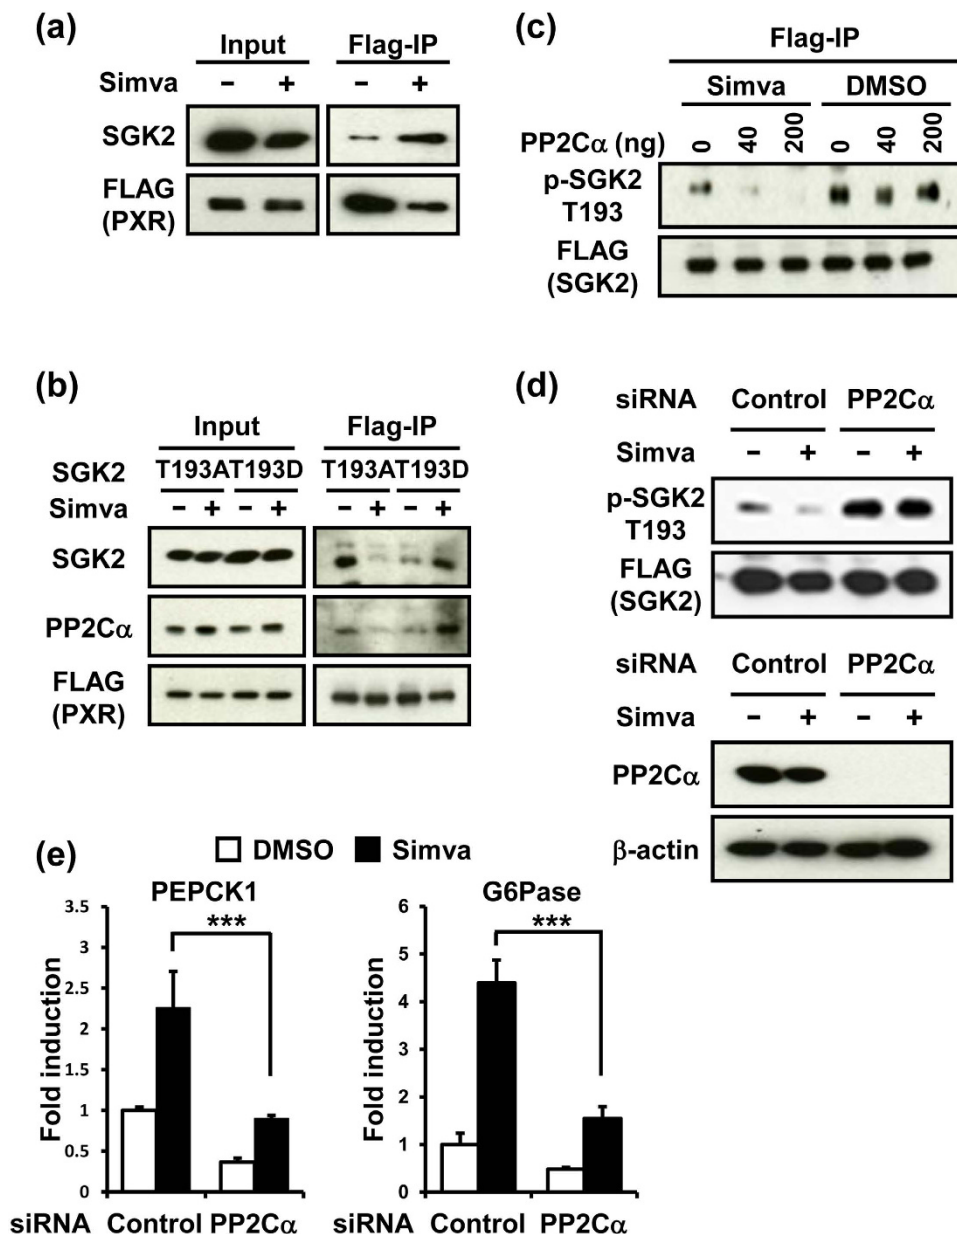 (a)
Input Flag-IP
Simva − + − +
SGK2
FLAG
(PXR)
(c)
Flag-IP
Simva DMSO
PP2Cα (ng) 0 40 200 0 40 200
p-SGK2
T193
FLAG
(SGK2)
(b)
Input Flag-IP
SGK2 T193A T193D T193A T193D
Simva − + − + − + − +
SGK2
PP2Cα
FLAG
(PXR)
(d)
siRNA Control PP2Cα
Simva − + − +
p-SGK2
T193
FLAG
(SGK2)
siRNA Control PP2Cα
Simva − + − +
PP2Cα
β-actin
(e)
DMSO Simva
PEPCK1
Fold induction
3.5
3
2.5
2
1.5
1
0.5
0
***
siRNA Control PP2Cα
G6Pase
Fold induction
6
5
4
3
2
1
0
***
siRNA Control PP2Cα